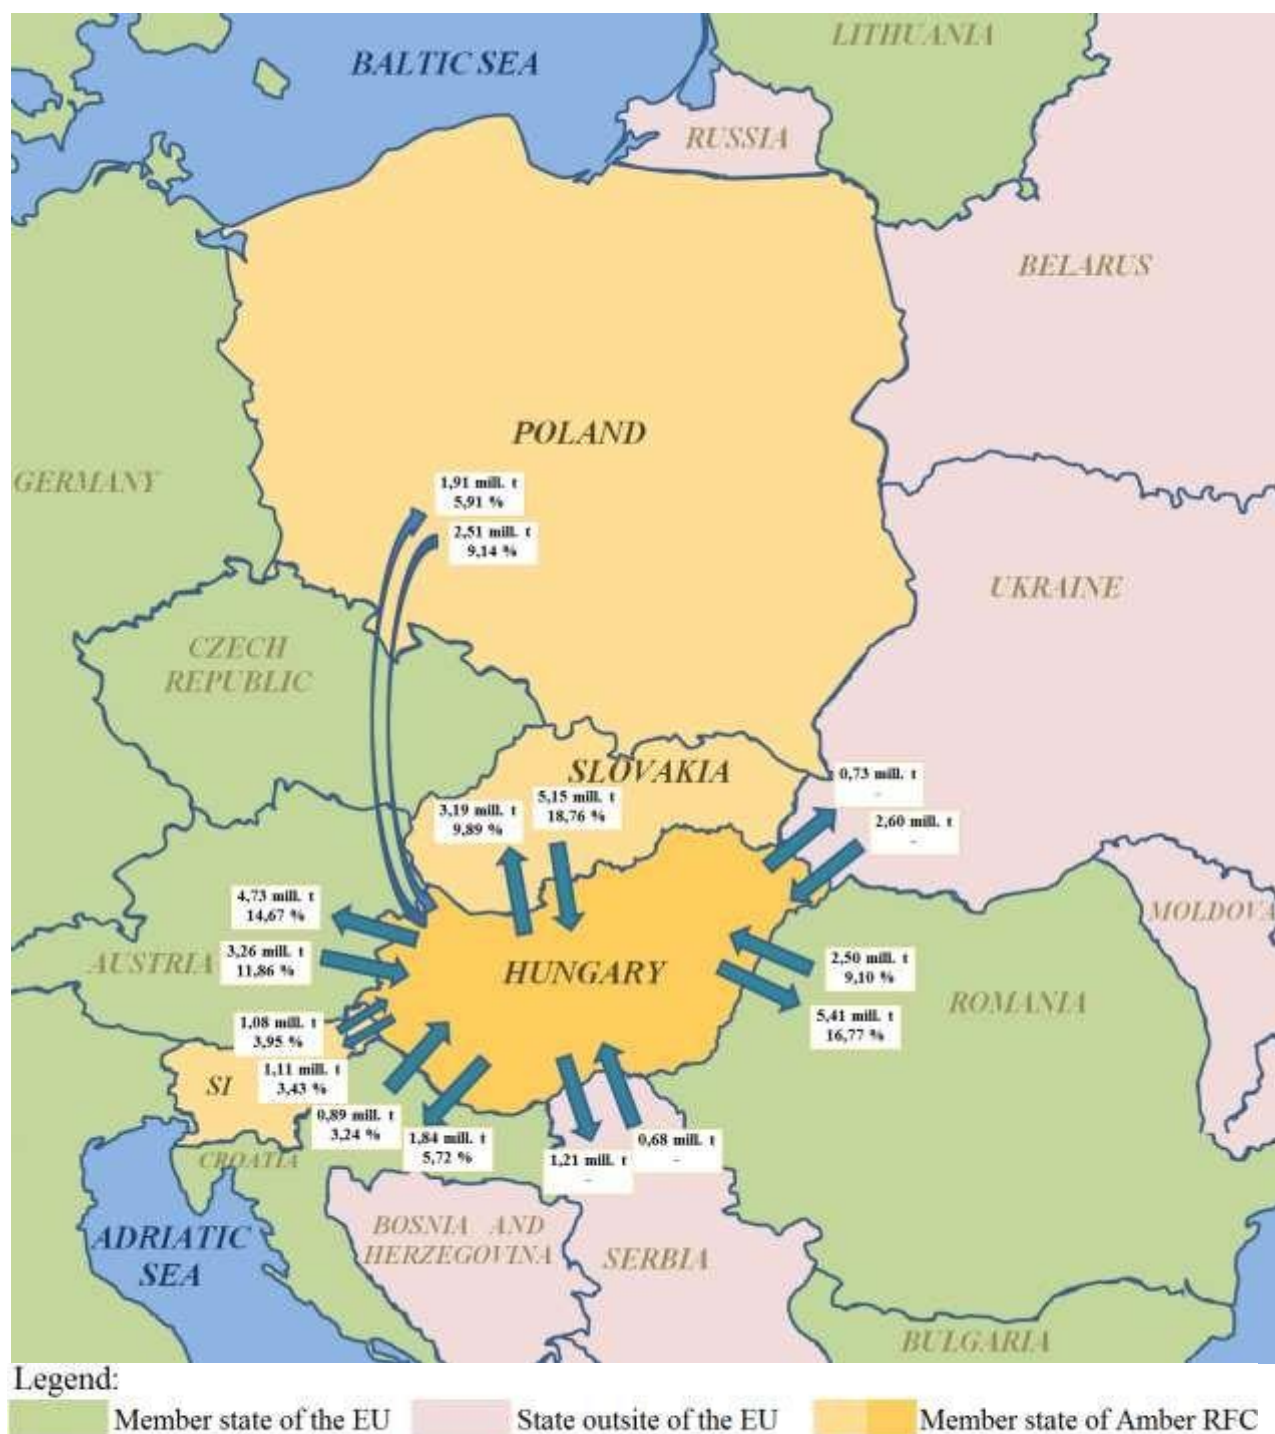 LITHUANIA
BALTIC SEA
RUSSIA
BELARUS
POLAND
GERMANY
1,91 mill. t
5,91 %
2,51 mill. t
9,14 %
UKRAINE
CZECH
REPUBLIC
SLOVAKIA
0,73 mill. t
–
3,19 mill. t
9,89 %
5,15 mill. t
18,76 %
2,60 mill. t
–
4,73 mill. t
14,67 %
MOLDOVA
3,26 mill. t
11,86 %
AUSTRIA
HUNGARY
2,50 mill. t
9,10 %
ROMANIA
5,41 mill. t
16,77 %
1,08 mill. t
3,95 %
1,11 mill. t
3,43 %
SI
0,89 mill. t
3,24 %
1,84 mill. t
5,72 %
1,21 mill. t
–
0,68 mill. t
–
CROATIA
ADRIATIC
SEA
BOSNIA AND
HERZEGOVINA
SERBIA
BULGARIA
Legend:
Member state of the EU
State outsite of the EU
Member state of Amber RFC